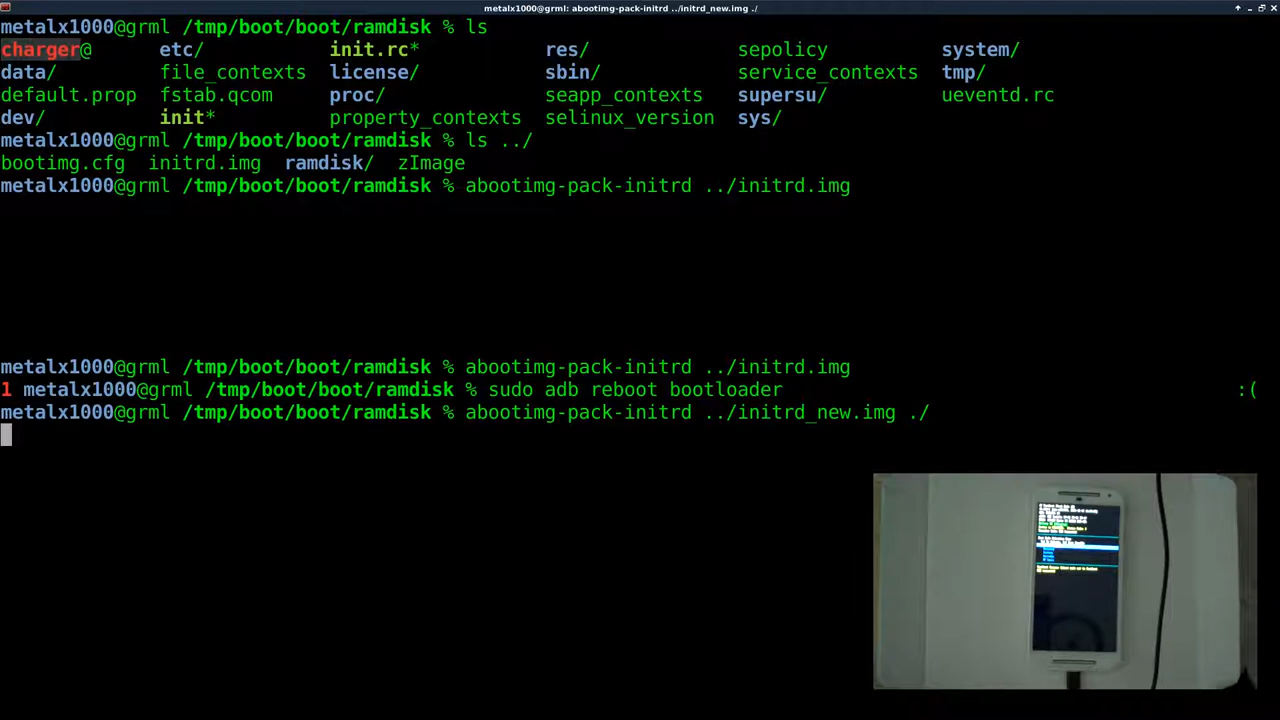 metalx1000@grml: abootimg-pack-initrd ../initrd_new.img ./
metalx1000@grml /tmp/boot/boot/ramdisk % ls
charger@ etc/ init.rc* res/ sepolicy system/
data/ file_contexts license/ sbin/ service_contexts tmp/
default.prop fstab.qcom proc/ seapp_contexts supersu/ ueventd.rc
dev/ init* property_contexts selinux_version sys/
metalx1000@grml /tmp/boot/boot/ramdisk % ls ../
bootimg.cfg initrd.img ramdisk/ zImage
metalx1000@grml /tmp/boot/boot/ramdisk % abootimg-pack-initrd ../initrd.img
metalx1000@grml /tmp/boot/boot/ramdisk % abootimg-pack-initrd ../initrd.img
1 metalx1000@grml /tmp/boot/boot/ramdisk % sudo adb reboot bootloader :(
metalx1000@grml /tmp/boot/boot/ramdisk % abootimg-pack-initrd ../initrd_new.img ./